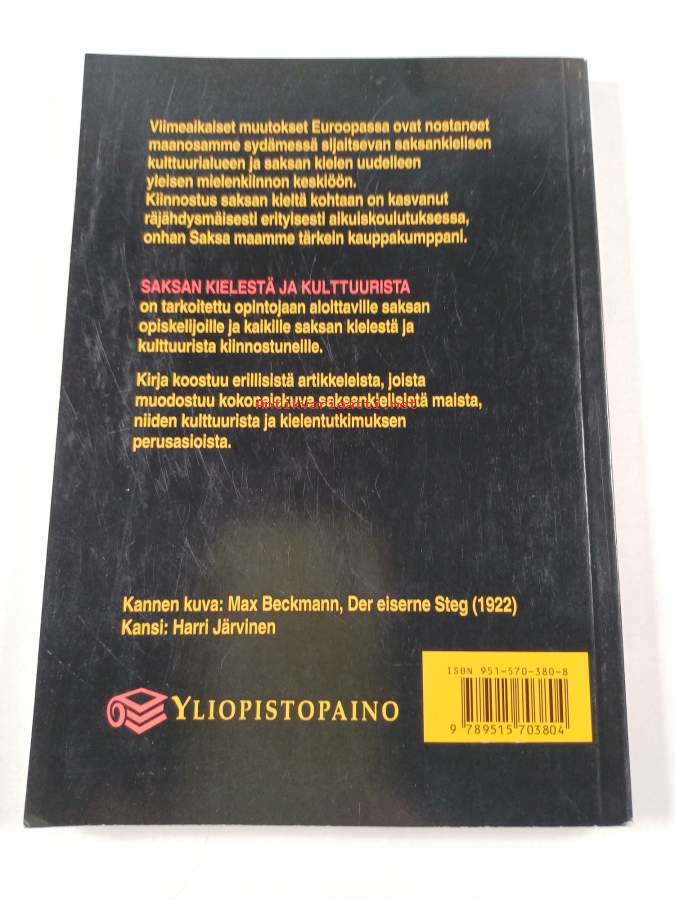 Viimeaikaiset muutokset Euroopassa ovat nostaneet
maanosamme sydämessä sijaitsevan saksankielisen
kulttuurialueen ja saksan kielen uudelleen
yleisen mielenkiinnon keskiöön.
Kiinnostus saksan kieltä kohtaan on kasvanut
räjähdysmäisesti erityisesti aikuiskoulutuksessa,
onhan Saksa maamme tärkein kauppakumppani.
SAKSAN KIELESTÄ JA KULTTUURISTA
on tarkoitettu opintojaan aloittaville saksan
opiskelijoille ja kaikille saksan kielestä ja
kulttuurista kiinnostuneille.
Kirja koostuu erillisistä artikkeleista, joista
muodostuu kokonaiskuva saksankielisistä maista,
Antikvariaatti.net
niiden kulttuurista ja kielentutkimuksen
perusasioista.
Kannen kuva: Max Beckmann, Der eiserne Steg (1922)
Kansi: Harri Järvinen
ISBN 951-570-380-8
YLIOPISTOPAINO
9 789515 703804